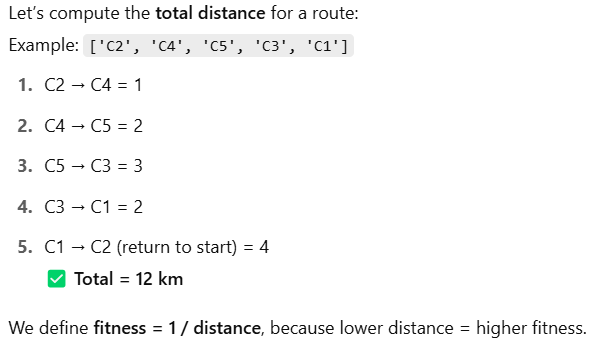 Let's compute the total distance for a route:
Example: ['C2', 'C4', 'C5', 'C3', 'C1']
1. C2 → C4 = 1
2. C4 → C5 = 2
3. C5 → C3 = 3
4. C3 → C1 = 2
5. C1 → C2 (return to start) = 4
✅ Total = 12 km
We define fitness = 1 / distance, because lower distance = higher fitness.